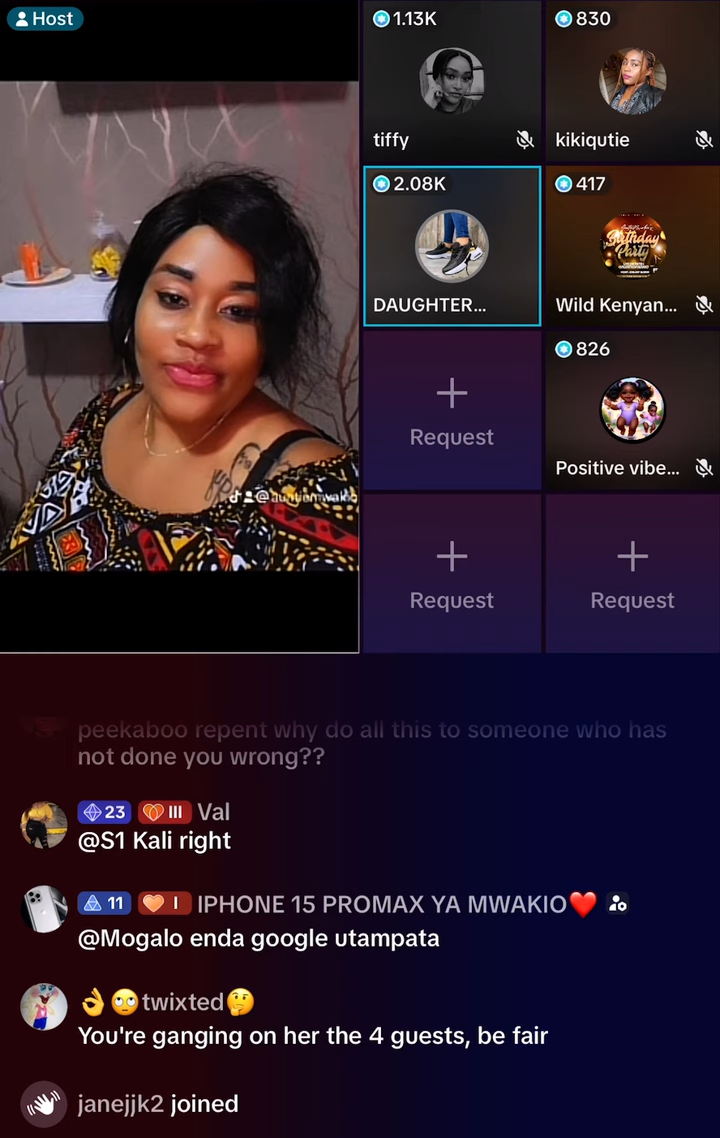 Host
1.13K
tiffy
830
kikiqutie
2.08K
DAUGHTER...
417
Birthday
Party
Wild Kenyan...
Request
826
Positive vibe...
Request
Request
peekaboo repent why do all this to someone who has
not done you wrong??
23 III Val
@S1 Kali right
11 I IPHONE 15 PROMAX YA MWAKIO❤️
@Mogalo enda google utampata
👌🙄twixted🤔
You're ganging on her the 4 guests, be fair
janejjk2 joined